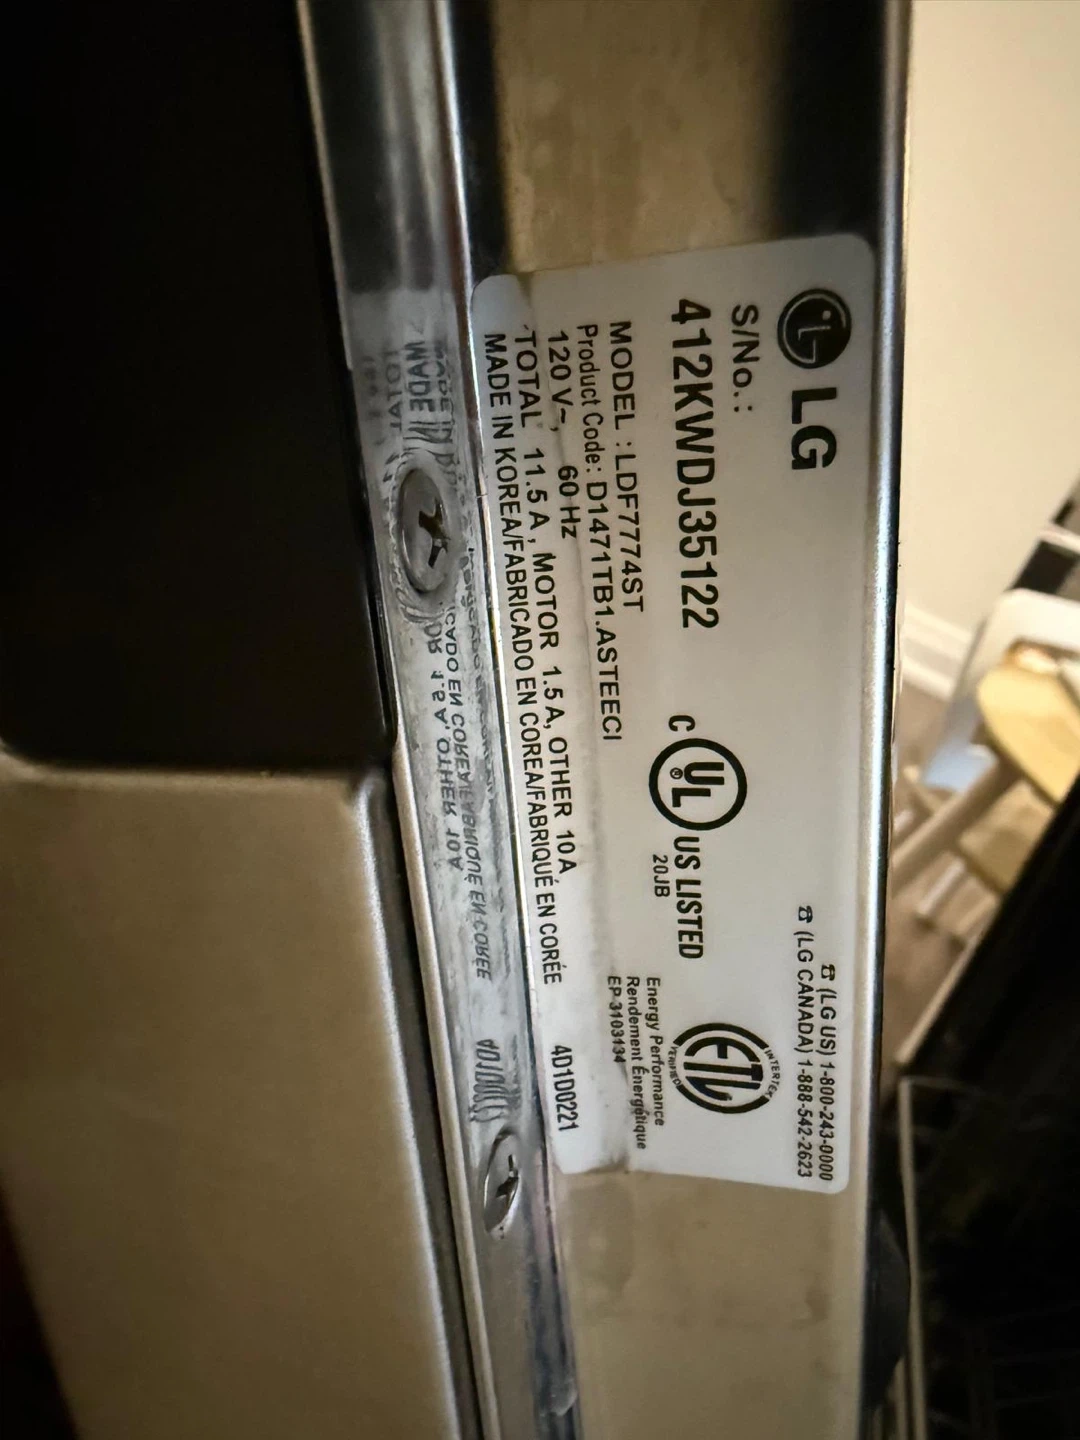 LG
☎ (LG US) 1-800-243-0000
☎ (LG CANADA) 1-888-542-2623
S/No.:
412KWDJ35122
C UL ® US LISTED
20JB
INTERTEK
ETL
VERIFIED
MODEL : LDF7774ST
Product Code: D1471TB1.ASTEECI
Energy Performance
Rendement Énergétique
EP 3103134
120 V~, 60 Hz
TOTAL 11.5 A, MOTOR 1.5 A, OTHER 10 A
MADE IN KOREA/FABRICADO EN COREA/FABRIQUÉ EN CORÉE 4D1D0221